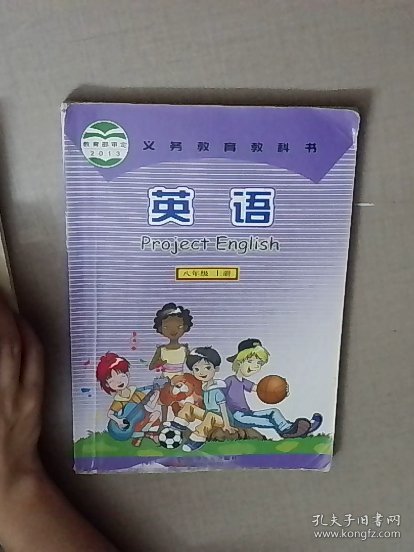 教育部审定
2013
义务教育教科书
英语
Project English
八年级 上册
孔夫子旧书网
www.kongfz.com